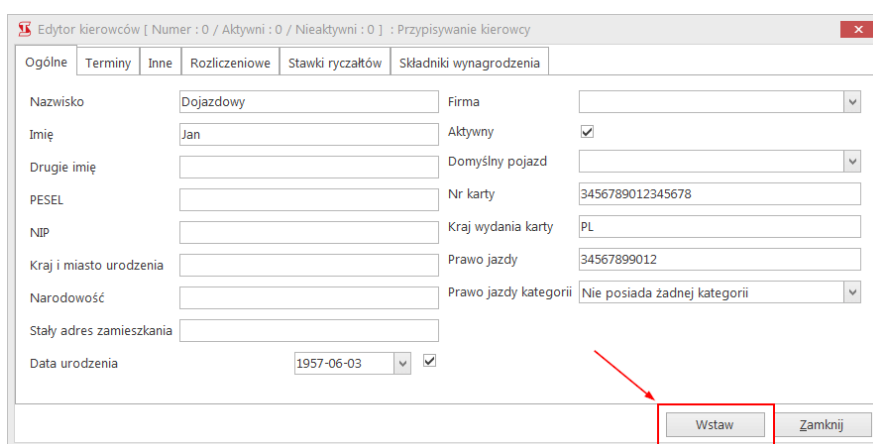 Edytor kierowców [ Numer : 0 / Aktywni : 0 / Nieaktywni : 0 ] : Przypisywanie kierowcy
Ogólne Terminy Inne Rozliczeniowe Stawki ryczałtów Składniki wynagrodzenia
Nazwisko Dojazdowy Firma
Imię Jan Aktywny
Drugie imię Domyślny pojazd
PESEL Nr karty 3456789012345678
NIP Kraj wydania karty PL
Kraj i miasto urodzenia Prawo jazdy 34567899012
Narodowość Prawo jazdy kategorii Nie posiada żadnej kategorii
Stały adres zamieszkania
Data urodzenia 1957-06-03
Wstaw Zamknij